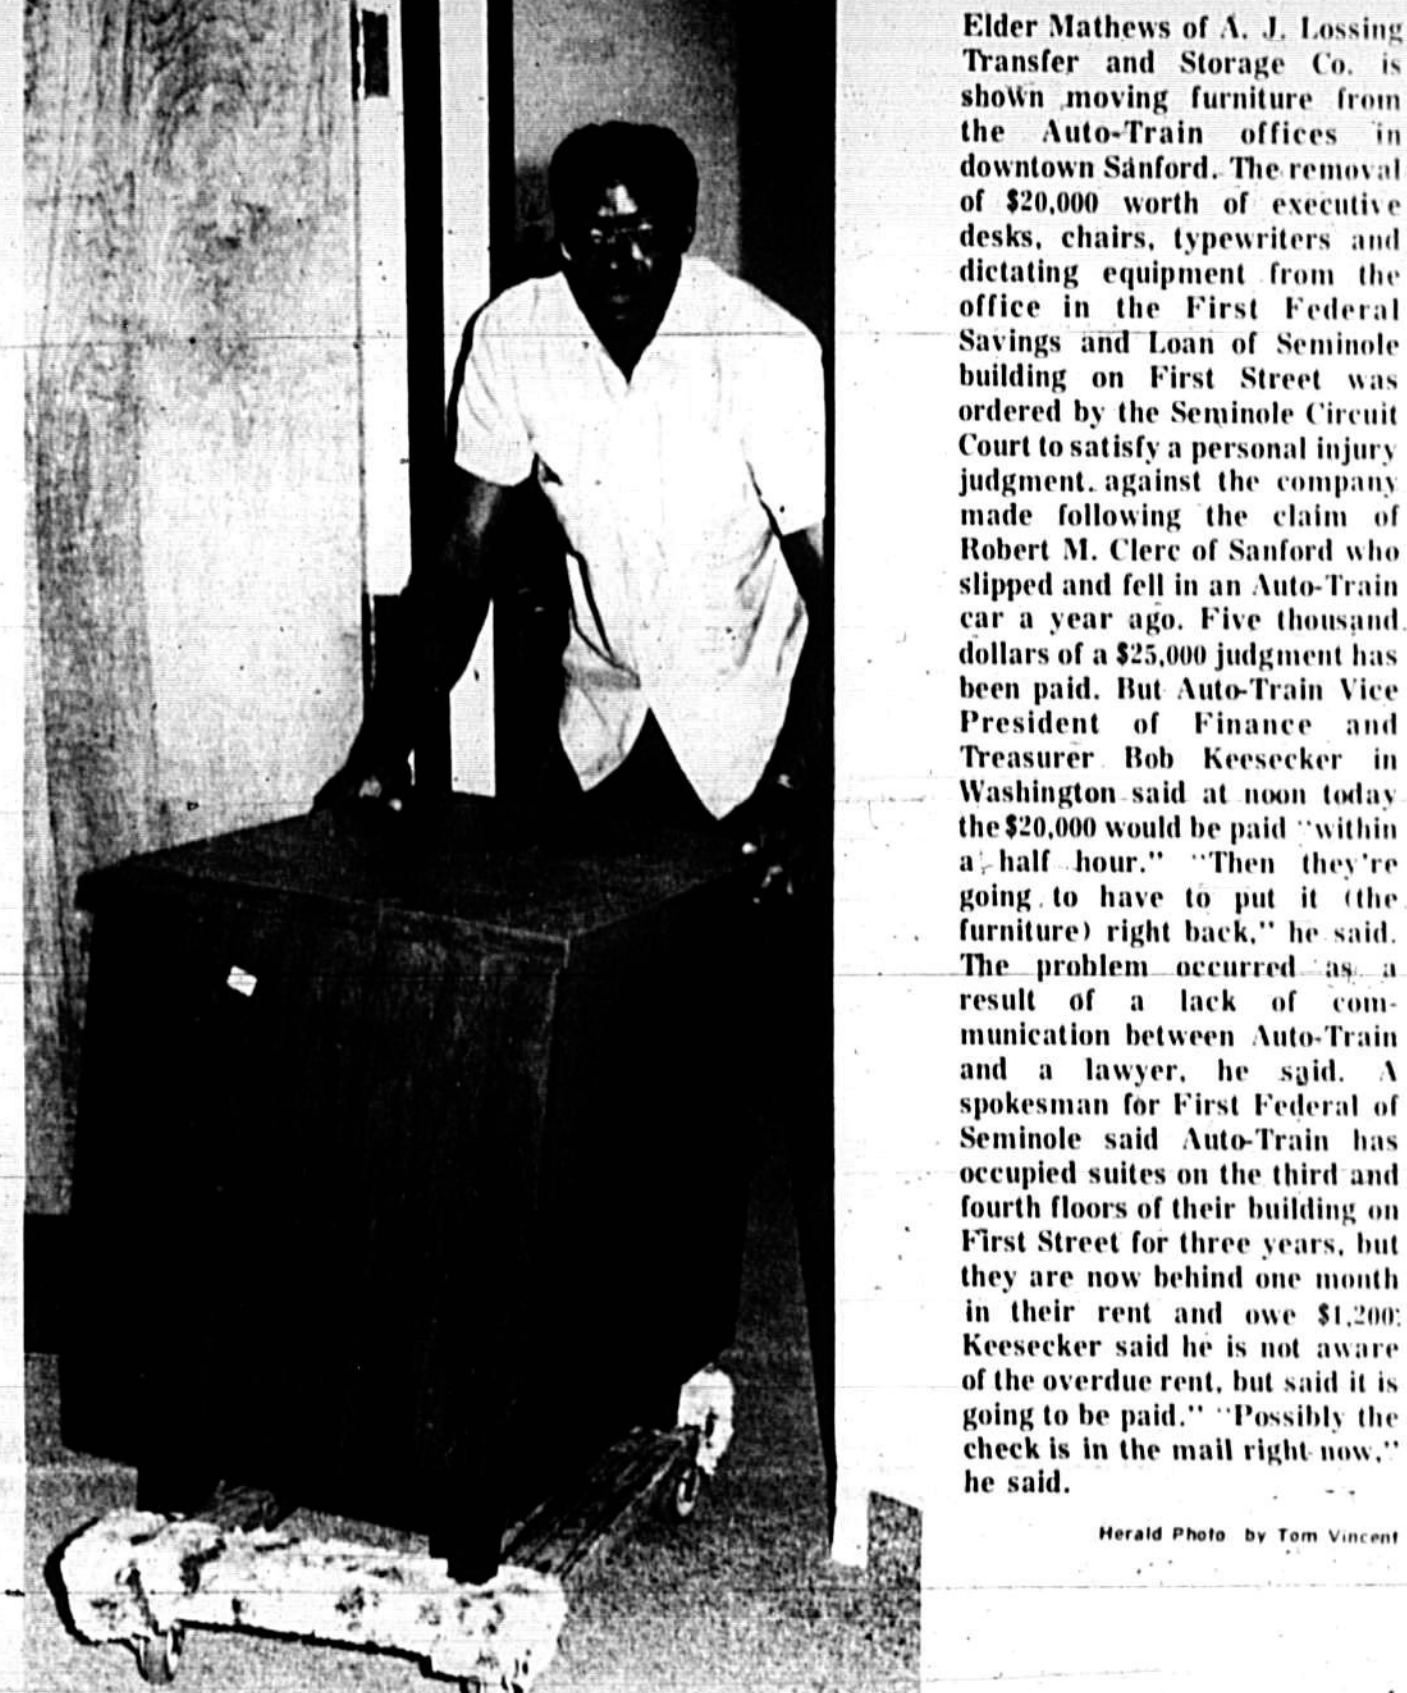 Elder Mathews of A. J. Lossing
Transfer and Storage Co. is
shown moving furniture from
the Auto-Train offices in
downtown Sanford. The removal
of $20,000 worth of executive
desks, chairs, typewriters and
dictating equipment from the
office in the First Federal
Savings and Loan of Seminole
building on First Street was
ordered by the Seminole Circuit
Court to satisfy a personal injury
judgment against the company
made following the claim of
Robert M. Clerc of Sanford who
slipped and fell in an Auto-Train
car a year ago. Five thousand
dollars of a $25,000 judgment has
been paid. But Auto-Train Vice
President of Finance and
Treasurer Bob Keesecker in
Washington said at noon today
the $20,000 would be paid "within
a half hour." "Then they're
going to have to put it (the
furniture) right back," he said.
The problem occurred as a
result of a lack of com-
munication between Auto-Train
and a lawyer, he said. A
spokesman for First Federal of
Seminole said Auto-Train has
occupied suites on the third and
fourth floors of their building on
First Street for three years, but
they are now behind one month
in their rent and owe $1,200.
Keesecker said he is not aware
of the overdue rent, but said it is
going to be paid." "Possibly the
check is in the mail right now,"
he said.
Herald Photo by Tom Vincent